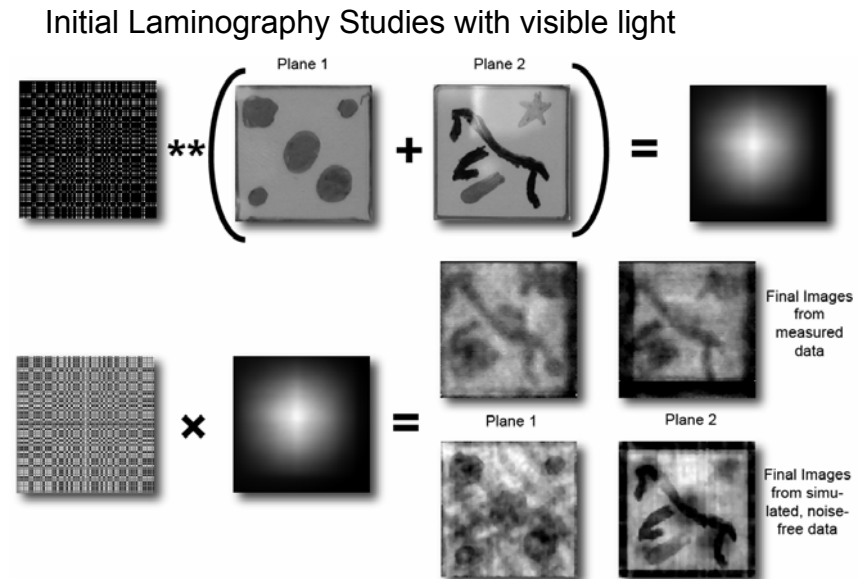 Initial Laminography Studies with visible light
Plane 1
Plane 2
** ( + ) =
Final Images
from
measured
data
× =
Plane 1
Plane 2
Final Images
from simu-
lated, noise-
free data